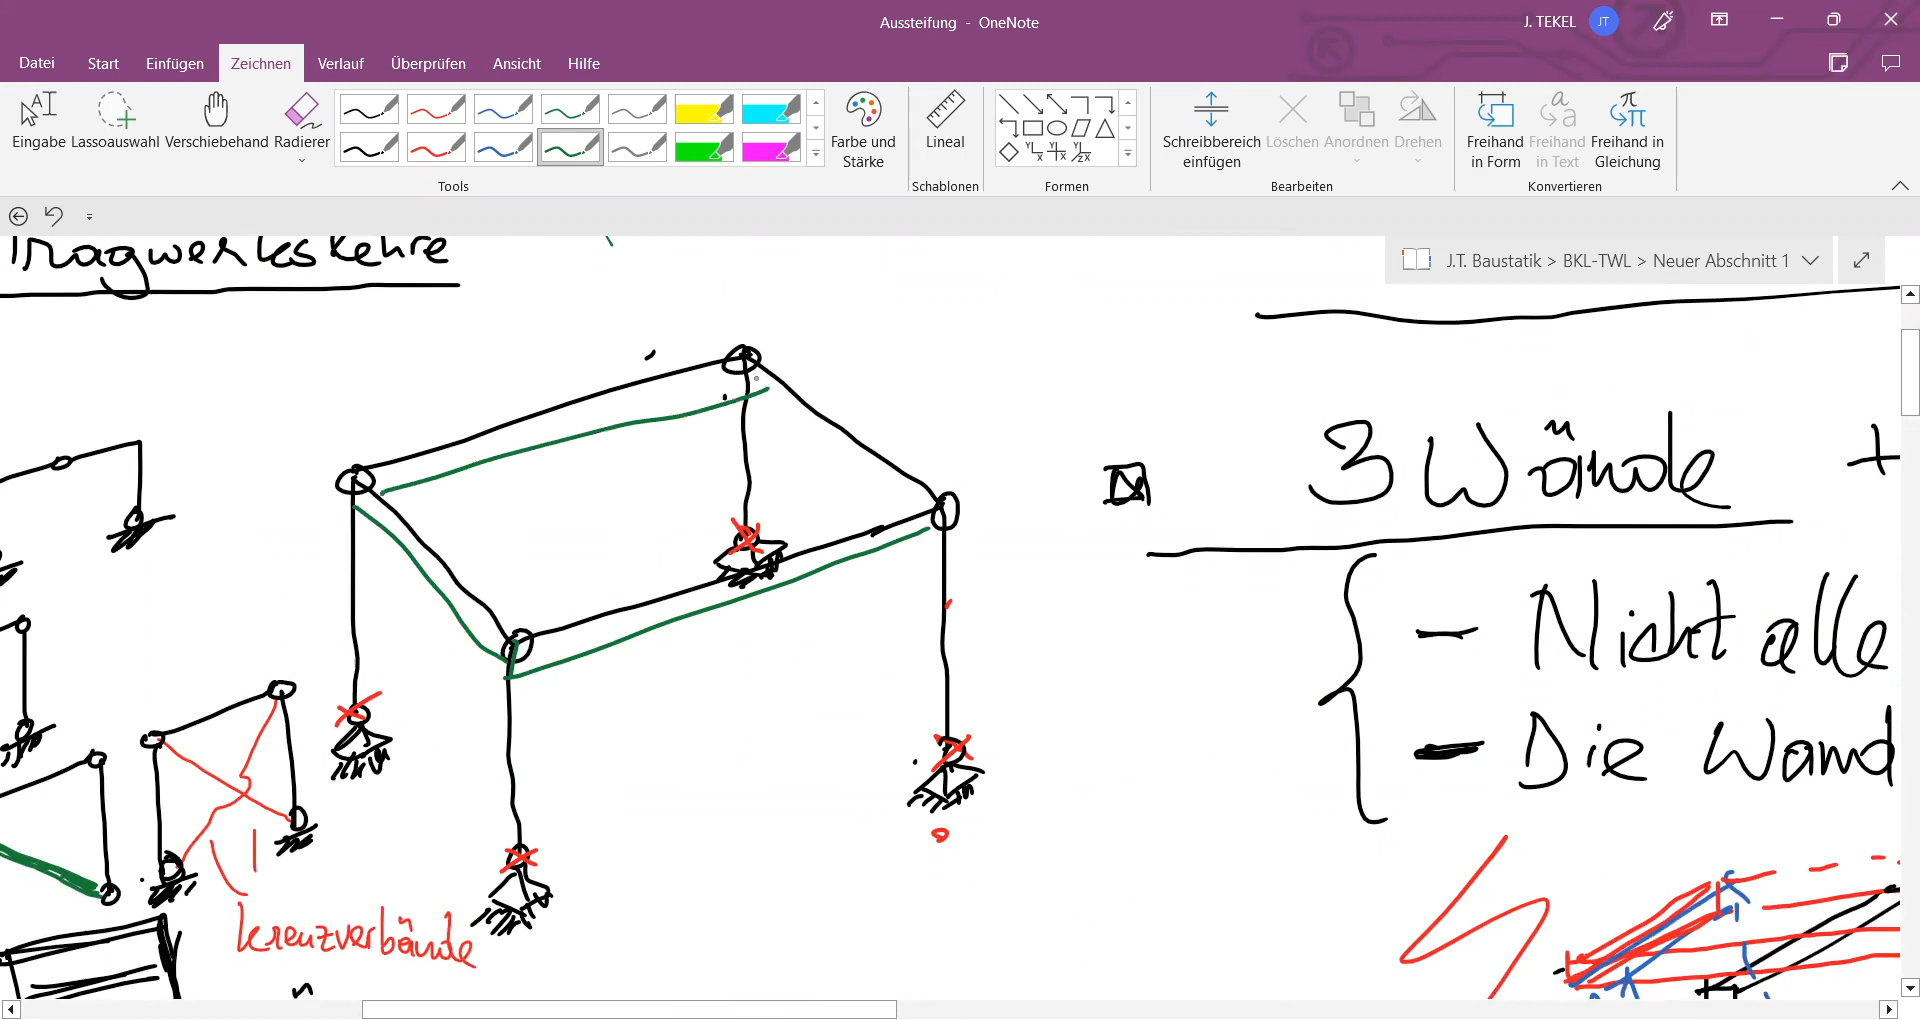 Aussteifung - OneNote
J. TEKEL
JT
Datei
Start
Einfügen
Zeichnen
Verlauf
Überprüfen
Ansicht
Hilfe
Eingabe
Lassoauswahl
Verschiebehand
Radierer
Farbe und Stärke
Lineal
Schreibbereich einfügen
Löschen
Anordnen
Drehen
Freihand in Form
Freihand in Text
Freihand in Gleichung
Tools
Schablonen
Formen
Bearbeiten
Konvertieren
J.T. Baustatik > BKL-TWL > Neuer Abschnitt 1
Tragwerkslehre
3 Wände +
- Nicht alle
- Die Wand
Kreuzverbände